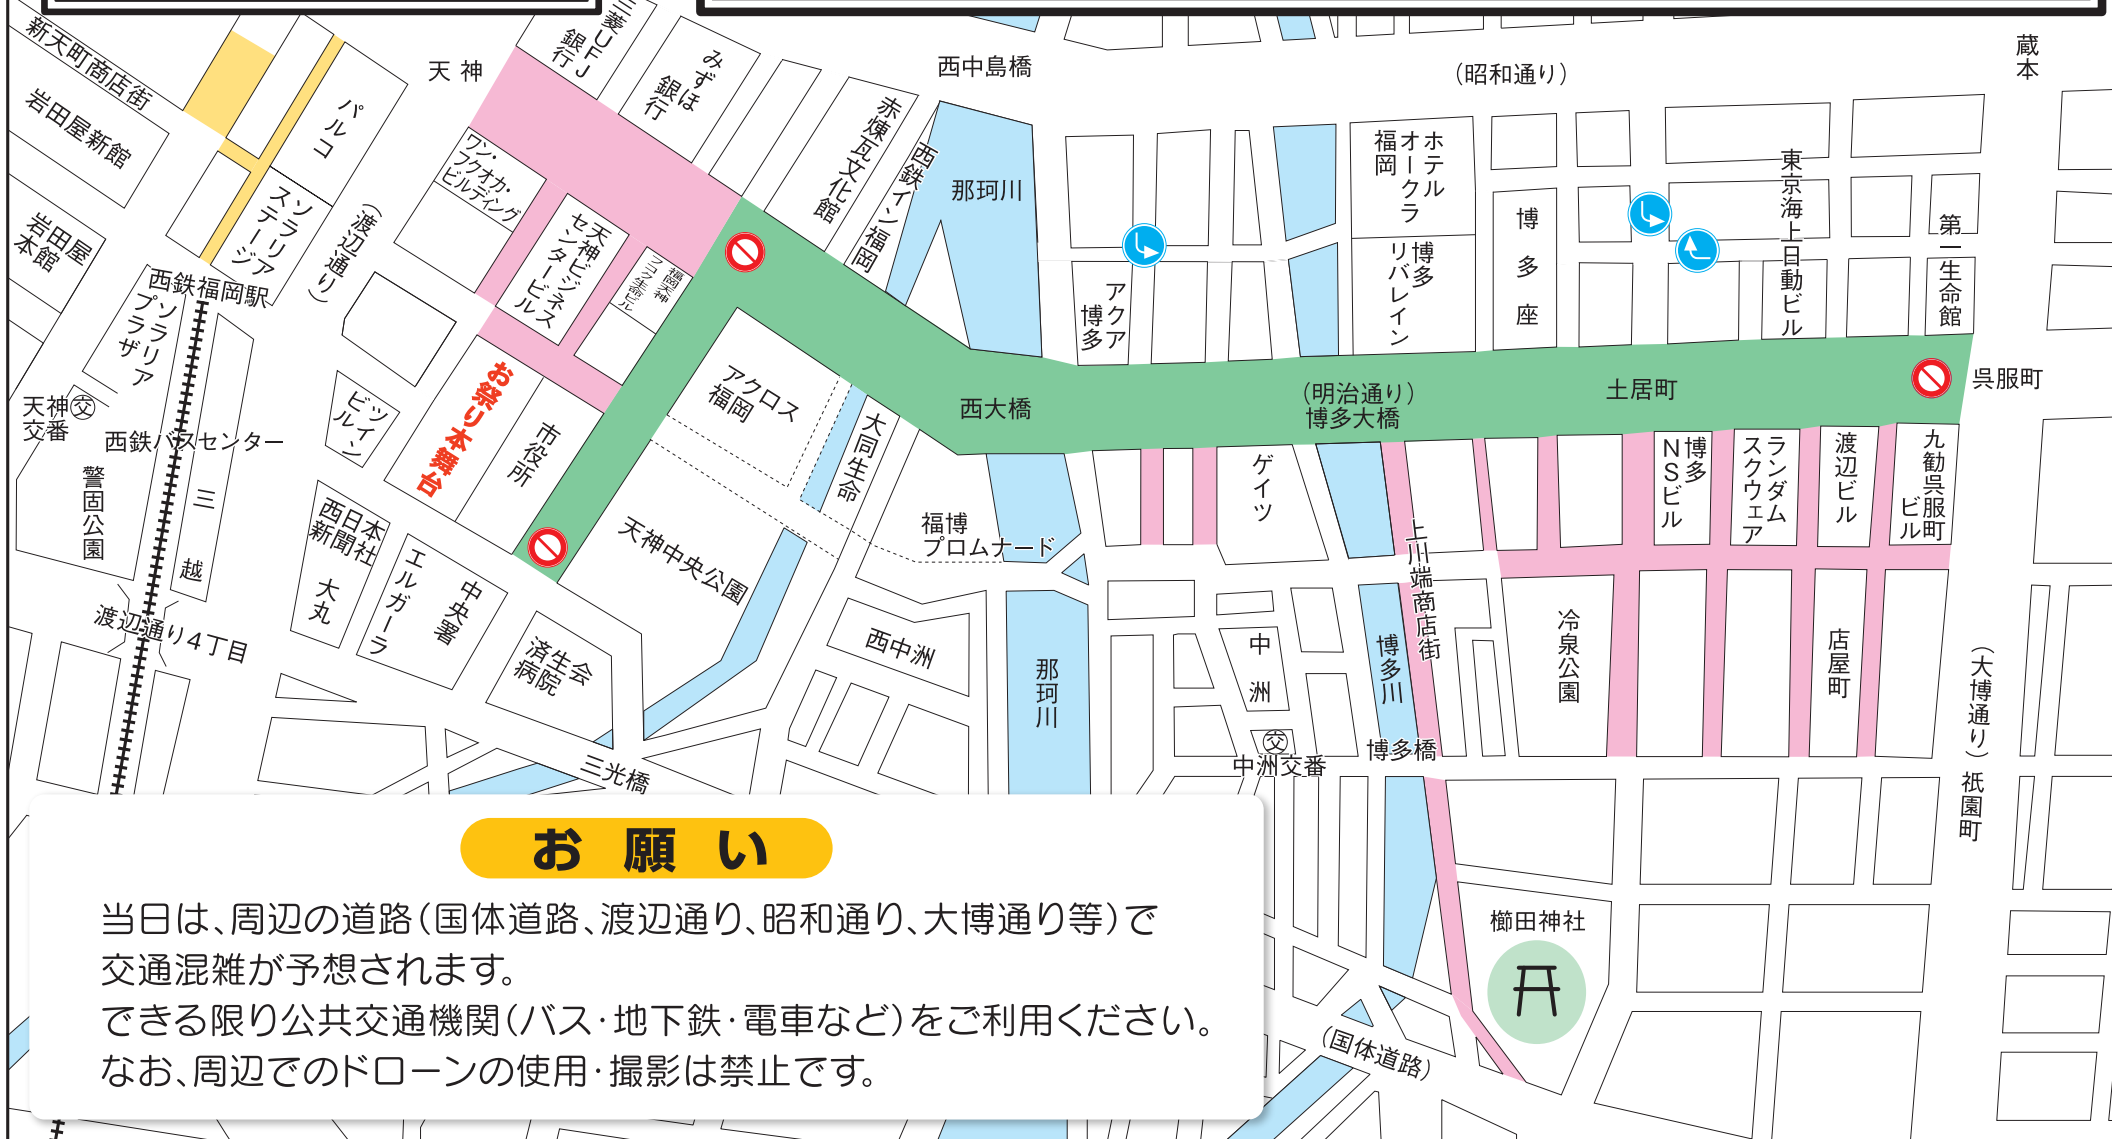 新天町商店街
岩田屋新館
岩田屋
本館
パルコ
ソラリア
ステージ
天神
三菱UFJ
銀行
みずほ
銀行
赤煉瓦文化館
西鉄イン福岡
西中島橋
那珂川
(昭和通り)
蔵本
ワン・
フクオカ・
ビルディング
天神ビジネス
センタービル
福岡天神
フコク生命ビル
(渡辺通り)
西鉄福岡駅
ソラリア
プラザ
天神
交番
交
西鉄バスセンター
警固公園
三越
ツイン
ビル
お祭り本舞台
市役所
アクロス
福岡
大同生命
天神中央公園
西日本
新聞社
大丸
エルガーラ
中央署
済生会
病院
渡辺通り4丁目
三光橋
西中洲
福博
プロムナード
西大橋
(明治通り)
博多大橋
土居町
呉服町
アクア
博多
ホテル
オークラ
福岡
博多
リバレイン
博多座
東京海上日動ビル
第一生命館
ゲイツ
上川端商店街
博多
NSビル
ランダム
スクウェア
渡辺ビル
九勧呉服町
ビル
冷泉公園
店屋町
(大博通り)
祇園町
那珂川
中洲
交
中洲交番
博多川
博多橋
櫛田神社
(国体道路)
お願い
当日は、周辺の道路(国体道路、渡辺通り、昭和通り、大博通り等)で
交通混雑が予想されます。
できる限り公共交通機関(バス・地下鉄・電車など)をご利用ください。
なお、周辺でのドローンの使用・撮影は禁止です。